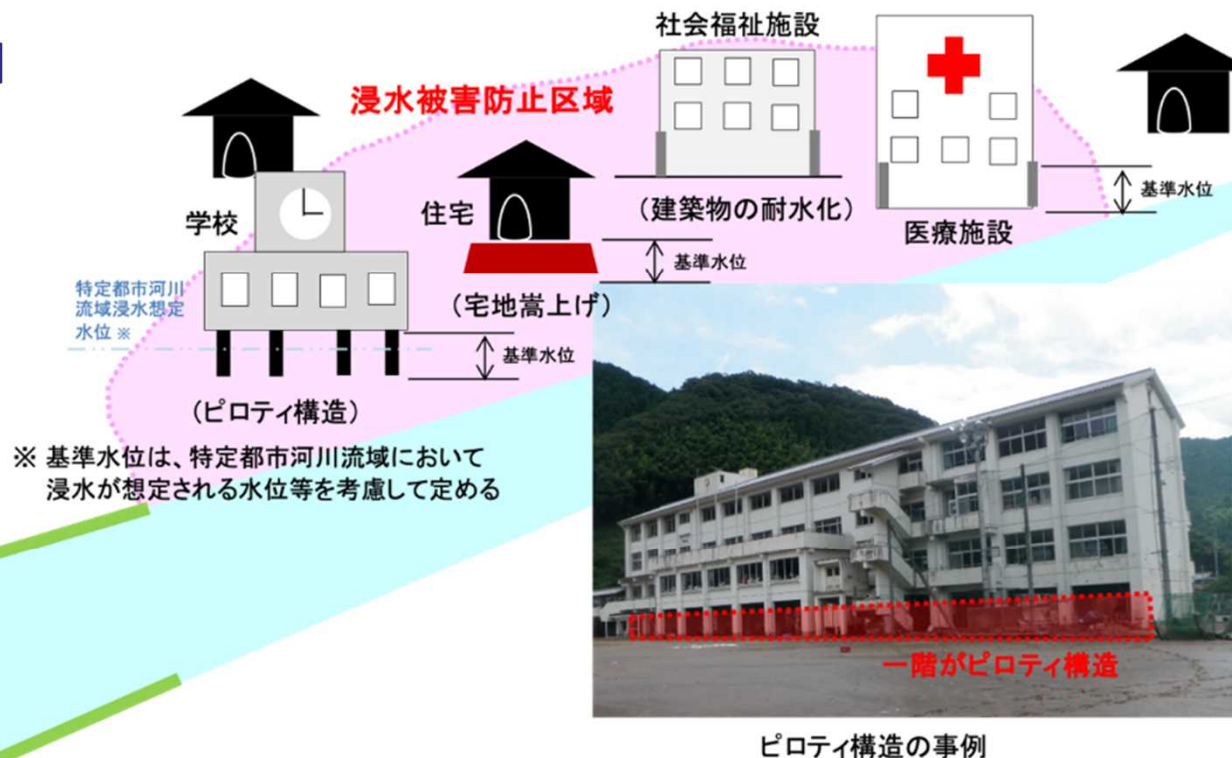 社会福祉施設
浸水被害防止区域
学校
住宅
(建築物の耐水化)
医療施設
基準水位
基準水位
特定都市河川
流域浸水想定
水位 ※
(宅地嵩上げ)
基準水位
(ピロティ構造)
※ 基準水位は、特定都市河川流域において
浸水が想定される水位等を考慮して定める
一階がピロティ構造
ピロティ構造の事例